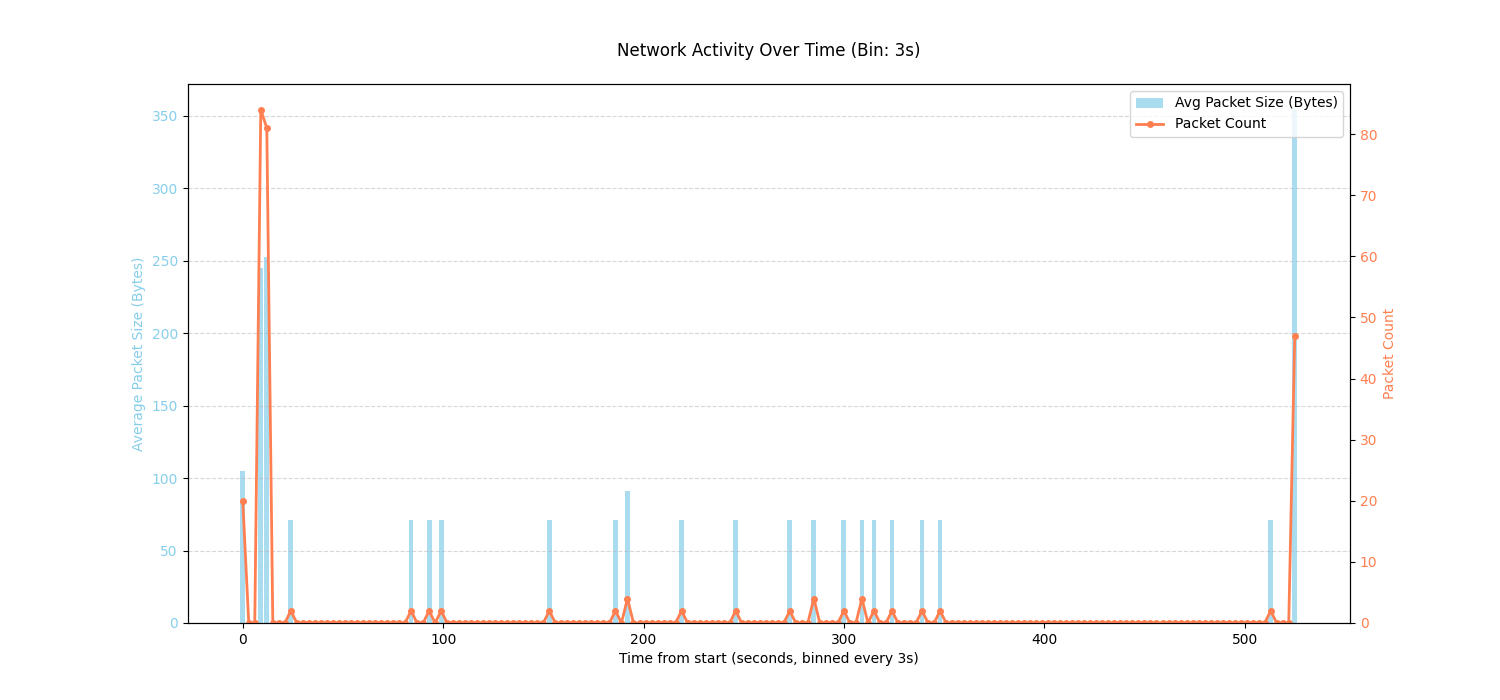 Network Activity Over Time (Bin: 3s)
Avg Packet Size (Bytes)
Packet Count
Average Packet Size (Bytes)
350
300
250
200
150
100
50
0
80
70
60
50
40
30
20
10
0
Packet Count
0 100 200 300 400 500
Time from start (seconds, binned every 3s)